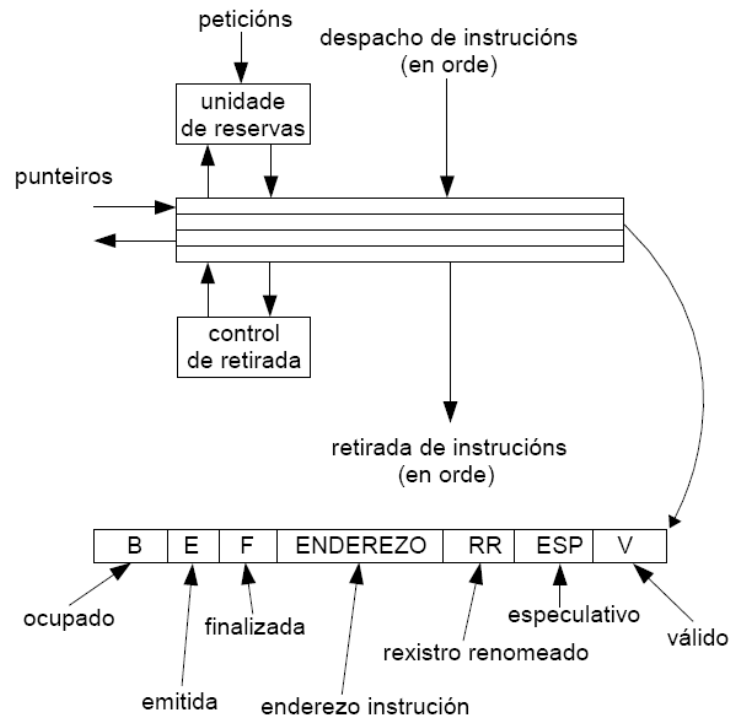 peticións
despacho de instrucións
(en orde)
unidade
de reservas
punteiros
control
de retirada
retirada de instrucións
(en orde)
B E F ENDEREZO RR ESP V
ocupado
finalizada
especulativo
válido
rexistro renomeado
emitida
enderezo instrución